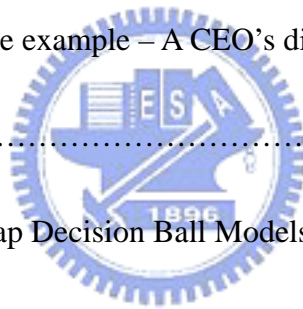 e example – A CEO's di
E S A
........................................
1896
ap Decision Ball Models